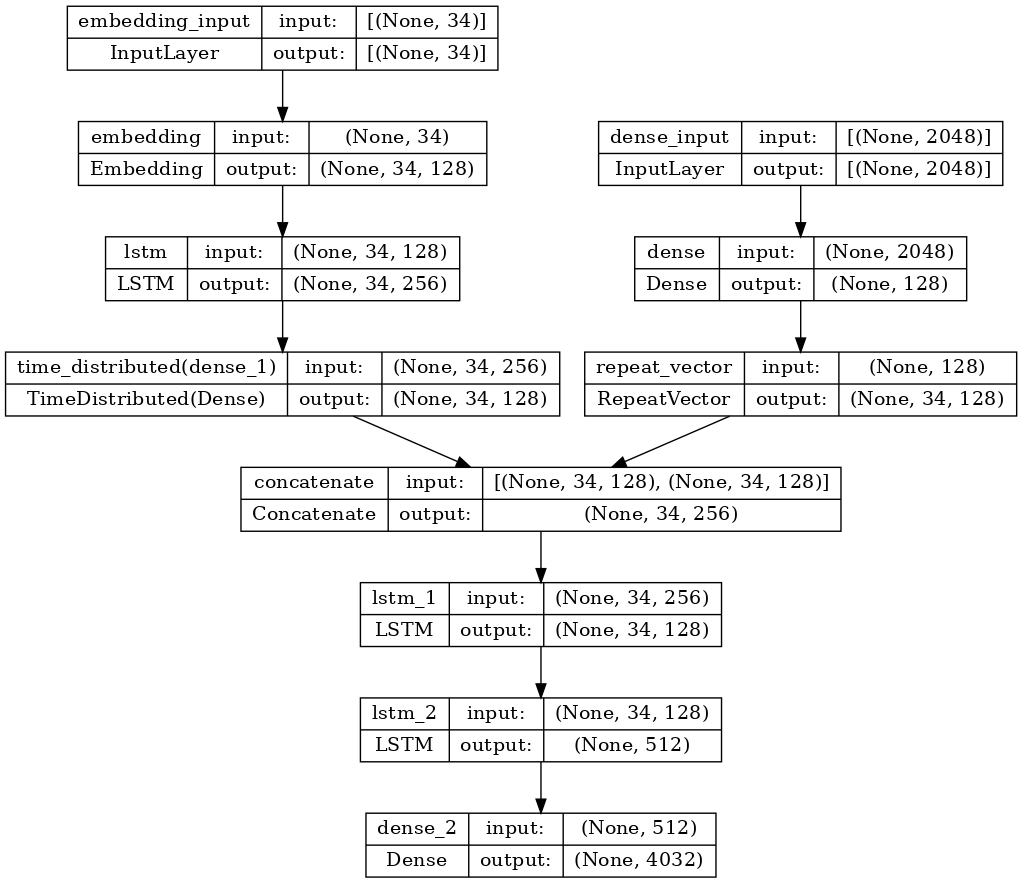 embedding_input input: [(None, 34)]
InputLayer output: [(None, 34)]
embedding input: (None, 34)
Embedding output: (None, 34, 128)
dense_input input: [(None, 2048)]
InputLayer output: [(None, 2048)]
lstm input: (None, 34, 128)
LSTM output: (None, 34, 256)
dense input: (None, 2048)
Dense output: (None, 128)
time_distributed(dense_1) input: (None, 34, 256)
TimeDistributed(Dense) output: (None, 34, 128)
repeat_vector input: (None, 128)
RepeatVector output: (None, 34, 128)
concatenate input: [(None, 34, 128), (None, 34, 128)]
Concatenate output: (None, 34, 256)
lstm_1 input: (None, 34, 256)
LSTM output: (None, 34, 128)
lstm_2 input: (None, 34, 128)
LSTM output: (None, 512)
dense_2 input: (None, 512)
Dense output: (None, 4032)